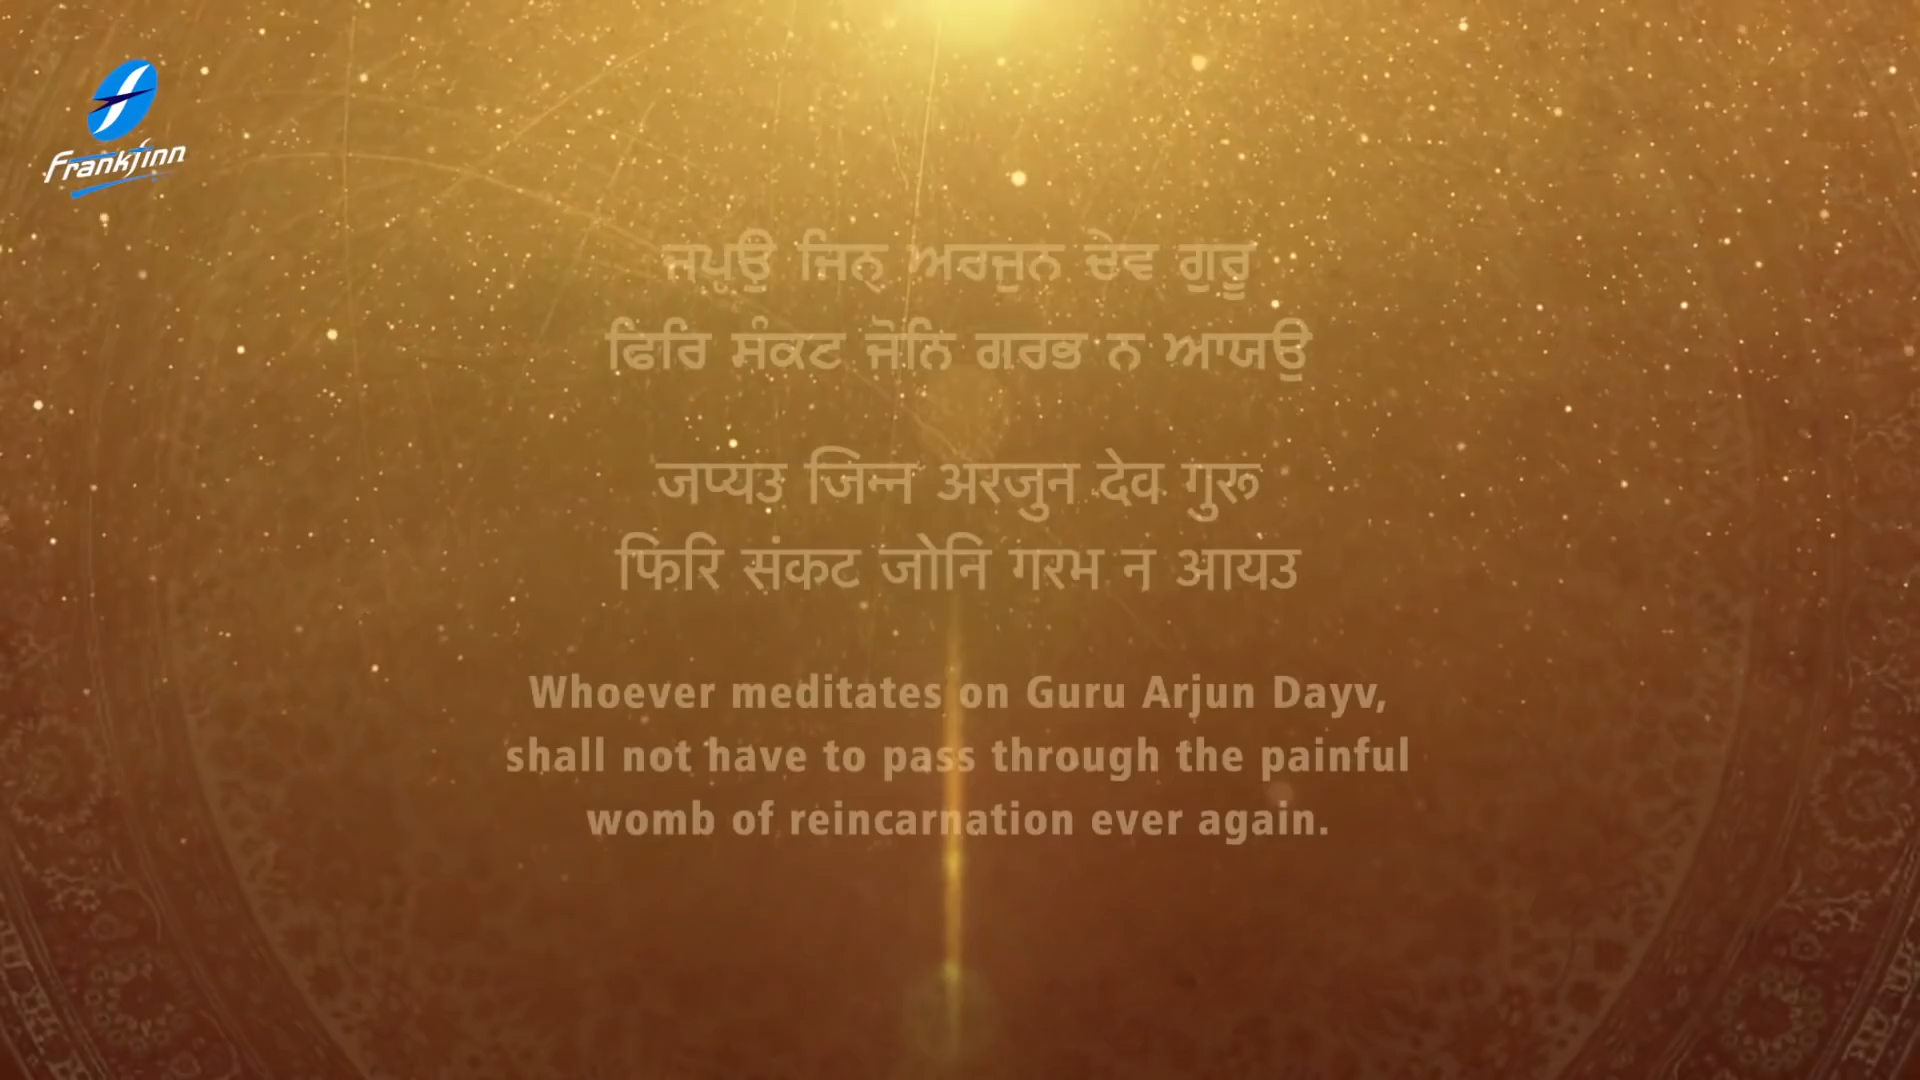 Frankfinn
ਜਪੵਉ ਜਿਨੑ ਅਰਜੁਨ ਦੇਵ ਗੁਰੂ
ਫਿਰਿ ਸੰਕਟ ਜੋਨਿ ਗਰਭ ਨ ਆਯਉ
जप्यउ जिन्न अरजुन देव गुरू
फिरि संकट जोनि गरभ न आयउ
Whoever meditates on Guru Arjun Dayv,
shall not have to pass through the painful
womb of reincarnation ever again.